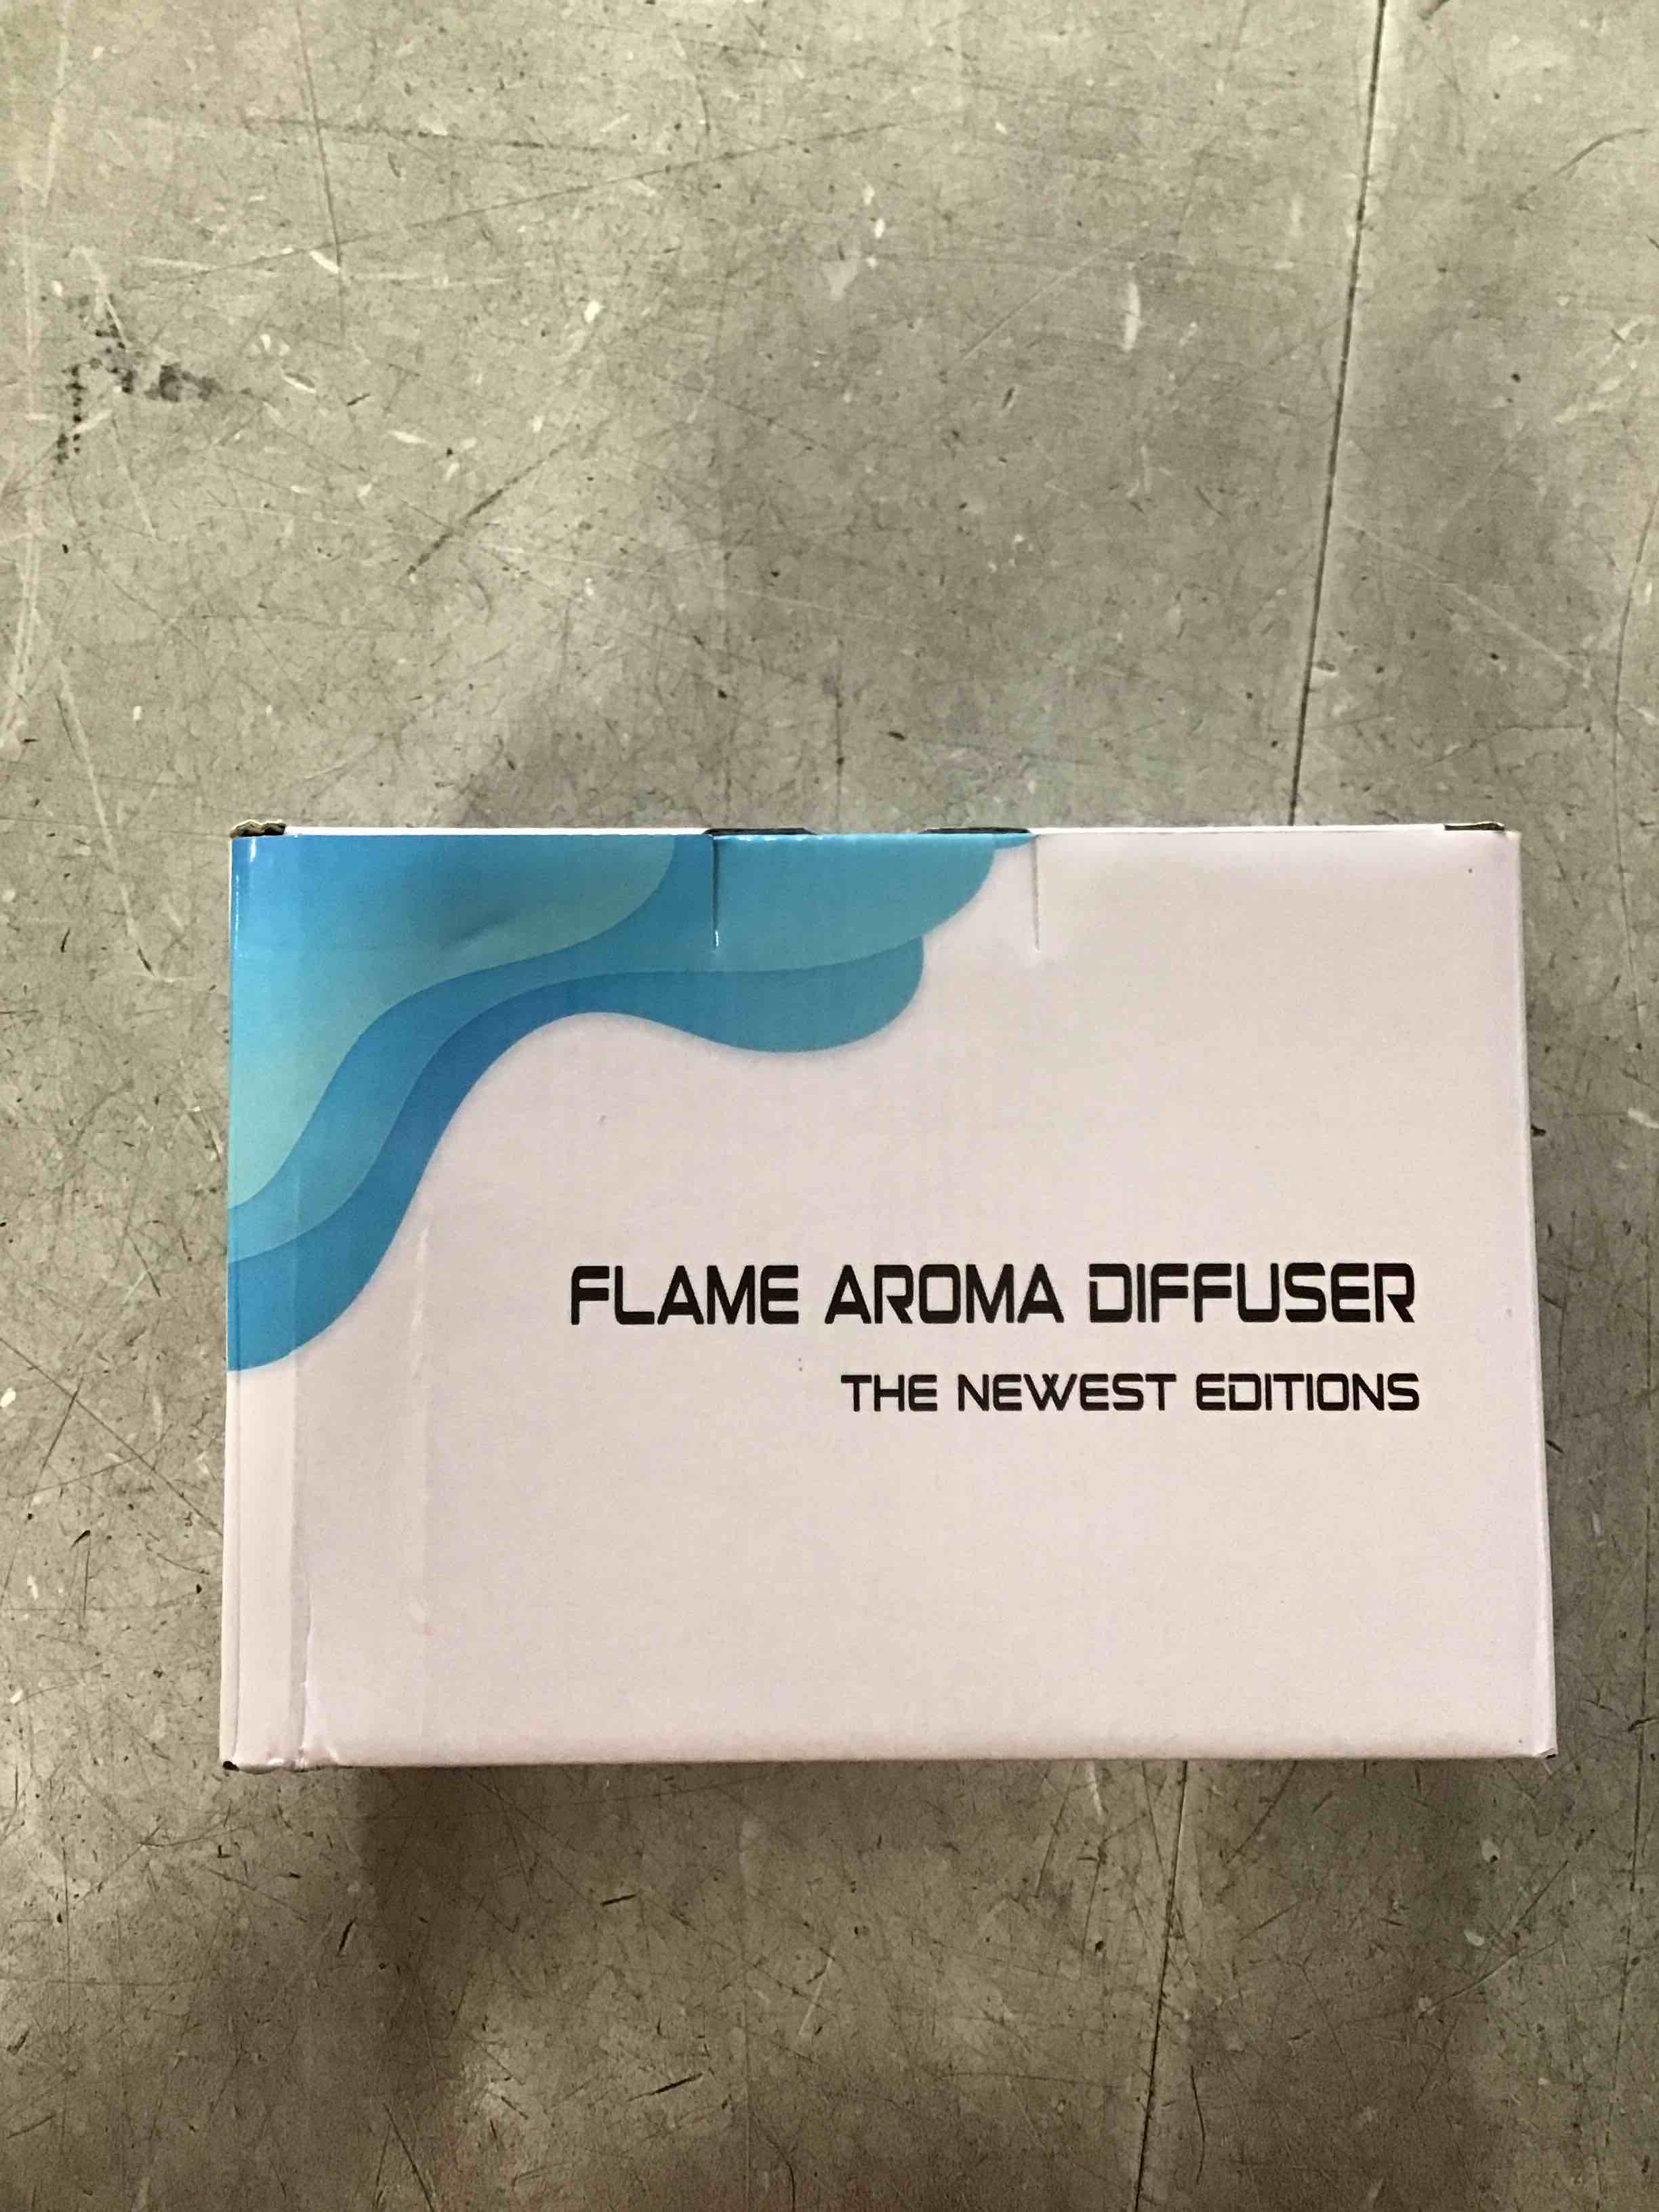 FLAME AROMA DIFFUSER
THE NEWEST EDITIONS